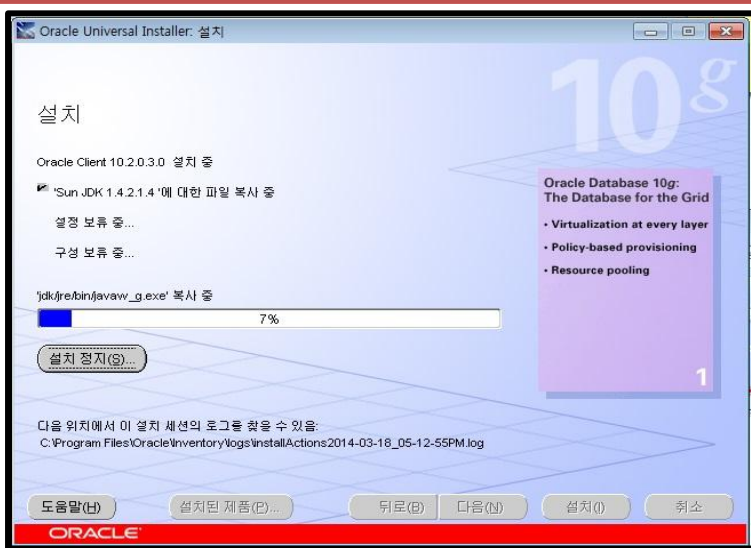 Oracle Universal Installer: 설치
10g
설치
Oracle Client 10.2.0.3.0 설치 중
'Sun JDK 1.4.2.1.4 '에 대한 파일 복사 중
설정 보류 중...
구성 보류 중...
'jdk/jre/bin/javaw_g.exe' 복사 중
7%
설치 정지(S)...
Oracle Database 10g:
The Database for the Grid
• Virtualization at every layer
• Policy-based provisioning
• Resource pooling
1
다음 위치에서 이 설치 세션의 로그를 찾을 수 있음:
C:\Program Files\Oracle\Inventory\logs\installActions2014-03-18_05-12-55PM.log
도움말(H) 설치된 제품(P)... 뒤로(B) 다음(N) 설치(I) 취소
ORACLE